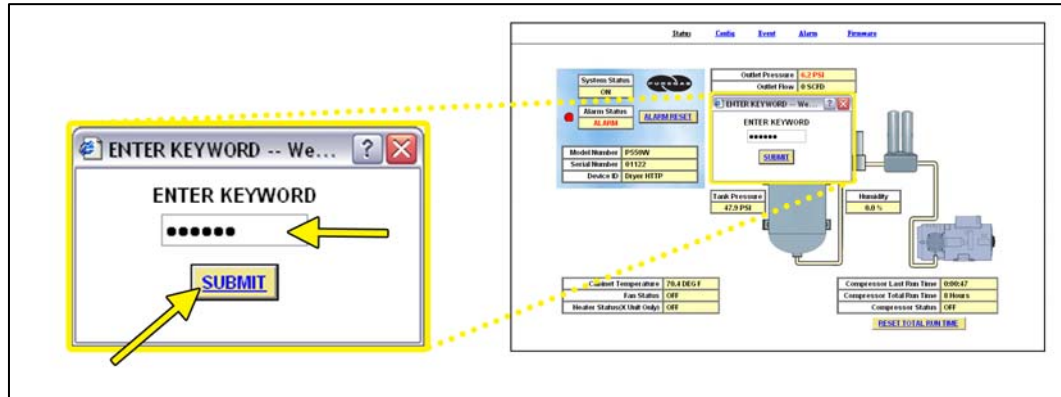 ENTER KEYWORD -- We...
ENTER KEYWORD
SUBMIT
Status Config Event Alarm Firmware
System Status
ON
PUREGAS
Alarm Status
ALARM
ALARM RESET
Model Number P550W
Serial Number 01122
Device ID Dryer HTTP
Outlet Pressure 6.2 PSI
Outlet Flow 0 SCFD
ENTER KEYWORD -- We...
ENTER KEYWORD
SUBMIT
Tank Pressure
47.9 PSI
Humidity
0.0 %
Cabinet Temperature 70.4 DEG F
Fan Status OFF
Heater Status(X Unit Only) OFF
Compressor Last Run Time 0:00:47
Compressor Total Run Time 8 Hours
Compressor Status OFF
RESET TOTAL RUN TIME